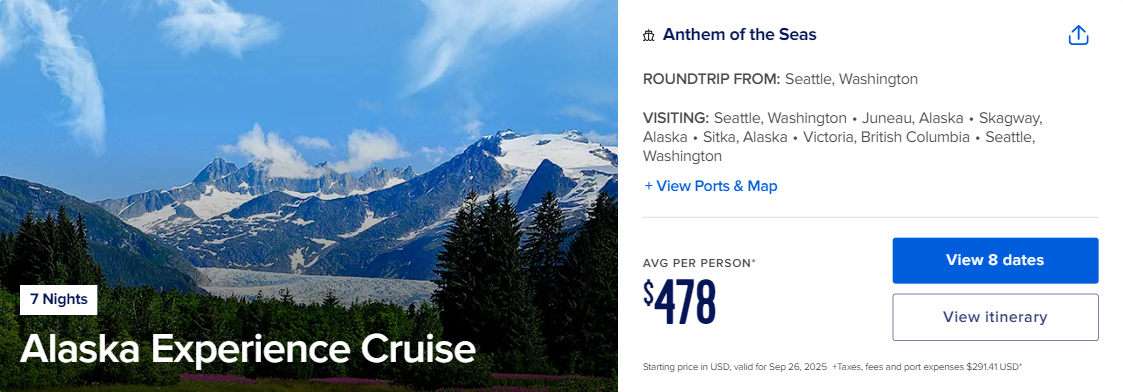 7 Nights
Alaska Experience Cruise
Anthem of the Seas
ROUNDTRIP FROM: Seattle, Washington
VISITING: Seattle, Washington • Juneau, Alaska • Skagway,
Alaska • Sitka, Alaska • Victoria, British Columbia • Seattle,
Washington
+ View Ports & Map
AVG PER PERSON*
$478
View 8 dates
View itinerary
Starting price in USD, valid for Sep 26, 2025 +Taxes, fees and port expenses $291.41 USD*